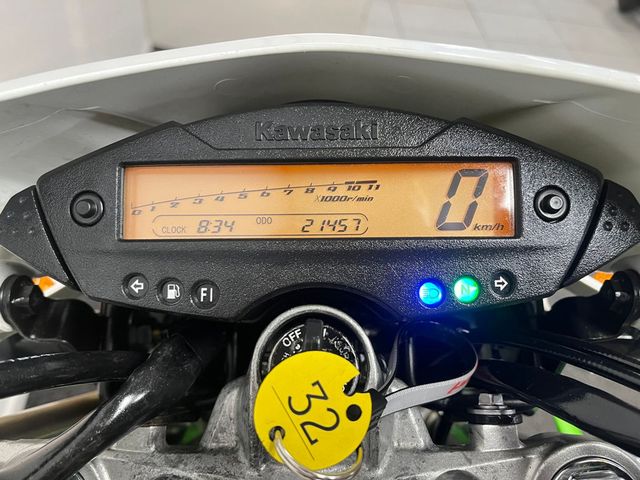 Kawasaki
0 1 2 3 4 5 6 7 8 9 10 11
X1000r/min
CLOCK 8:34 ODO 21457
0 km/h
FI N
OFF
32